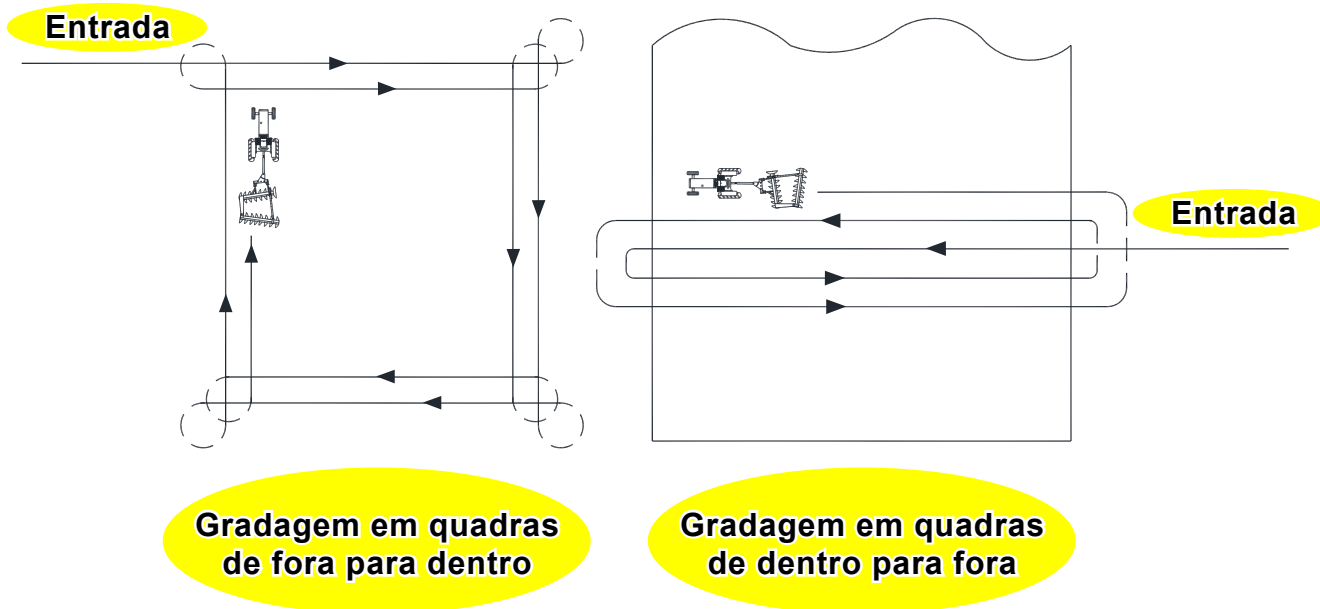 Entrada
Entrada
Gradagem em quadras
de fora para dentro
Gradagem em quadras
de dentro para fora